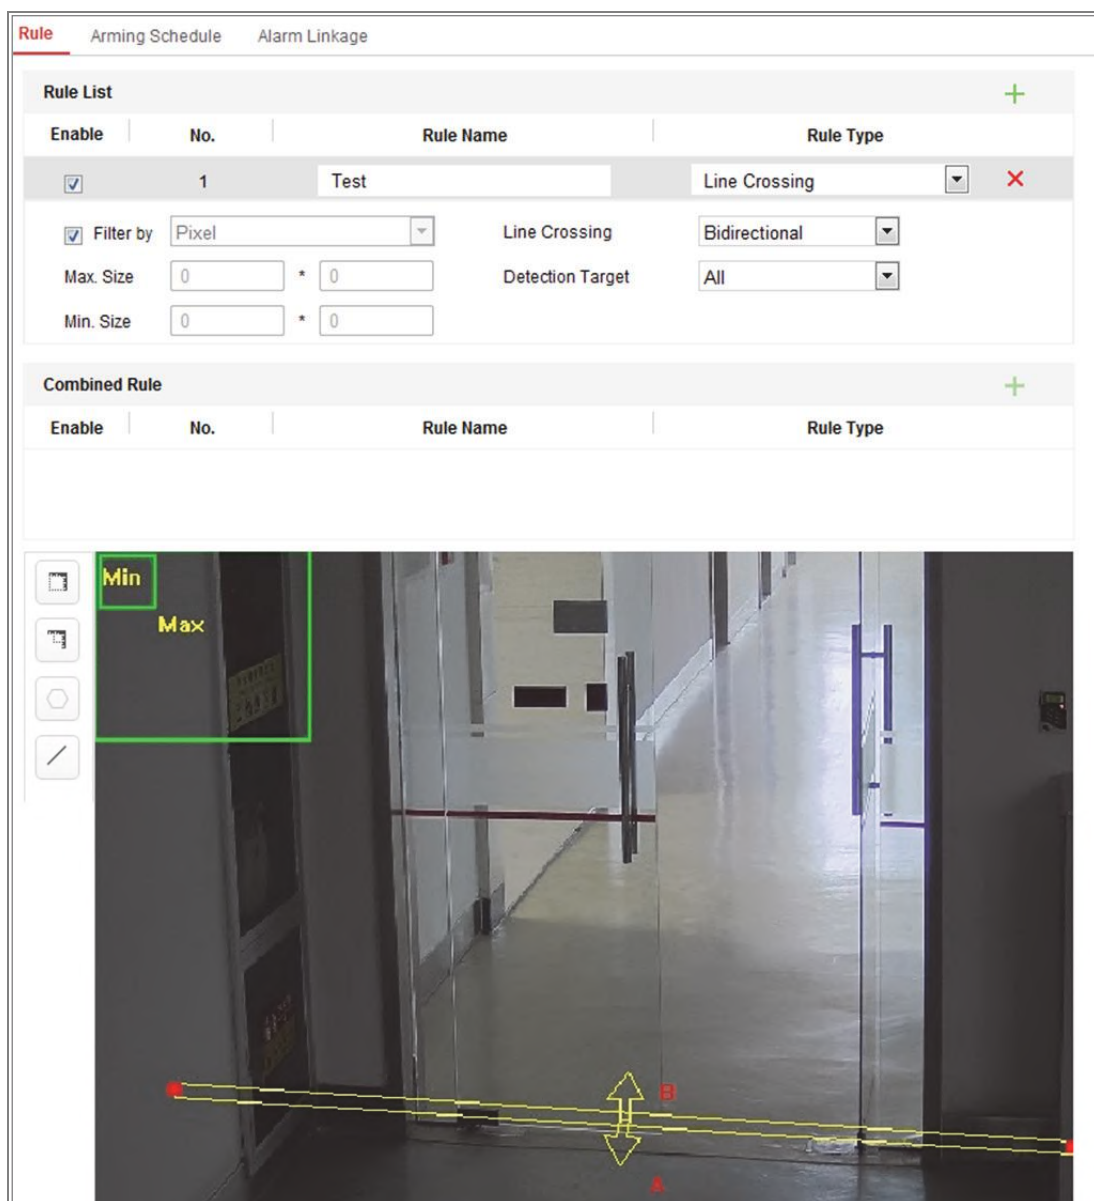 Rule Arming Schedule Alarm Linkage
Rule List
Enable No. Rule Name Rule Type
1 Test Line Crossing
Filter by Pixel Line Crossing Bidirectional
Max. Size 0 * 0 Detection Target All
Min. Size 0 * 0
Combined Rule
Enable No. Rule Name Rule Type
Min
Max
B
A